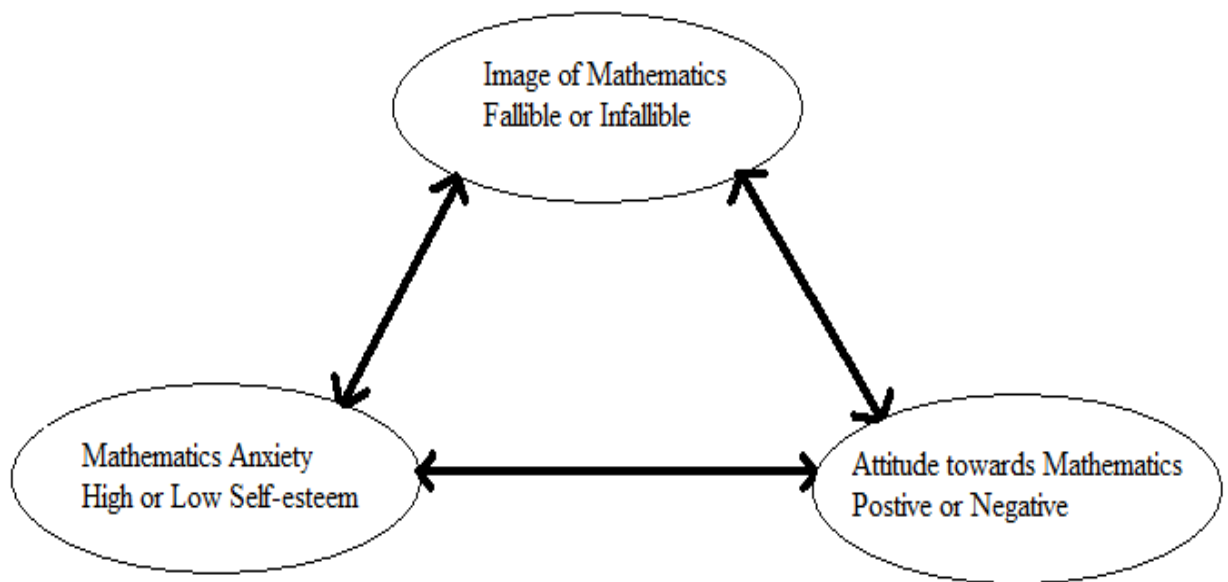 Image of Mathematics
Fallible or Infallible
Mathematics Anxiety
High or Low Self-esteem
Attitude towards Mathematics
Postive or Negative